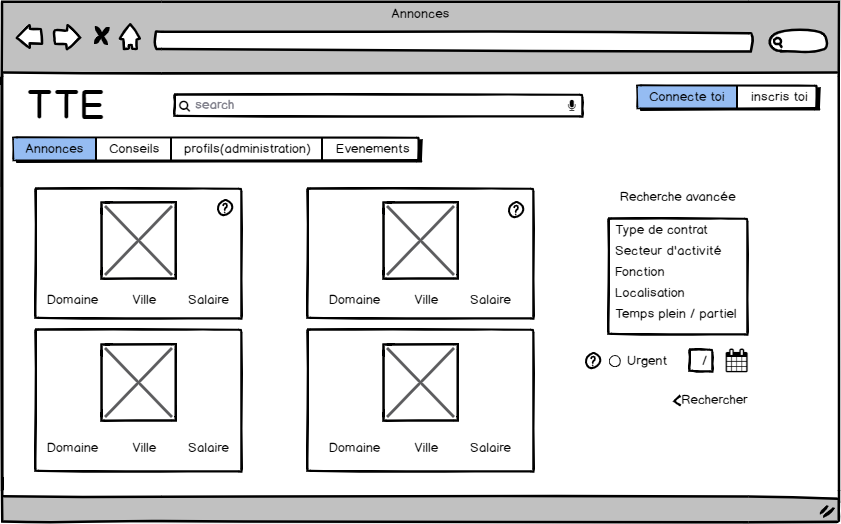 Annonces
TTE
search
Connecte toi
inscris toi
Annonces
Conseils
profils(administration)
Evenements
?
Domaine Ville Salaire
?
Domaine Ville Salaire
Domaine Ville Salaire
Domaine Ville Salaire
Recherche avancée
Type de contrat
Secteur d'activité
Fonction
Localisation
Temps plein / partiel
? Urgent /
<Rechercher